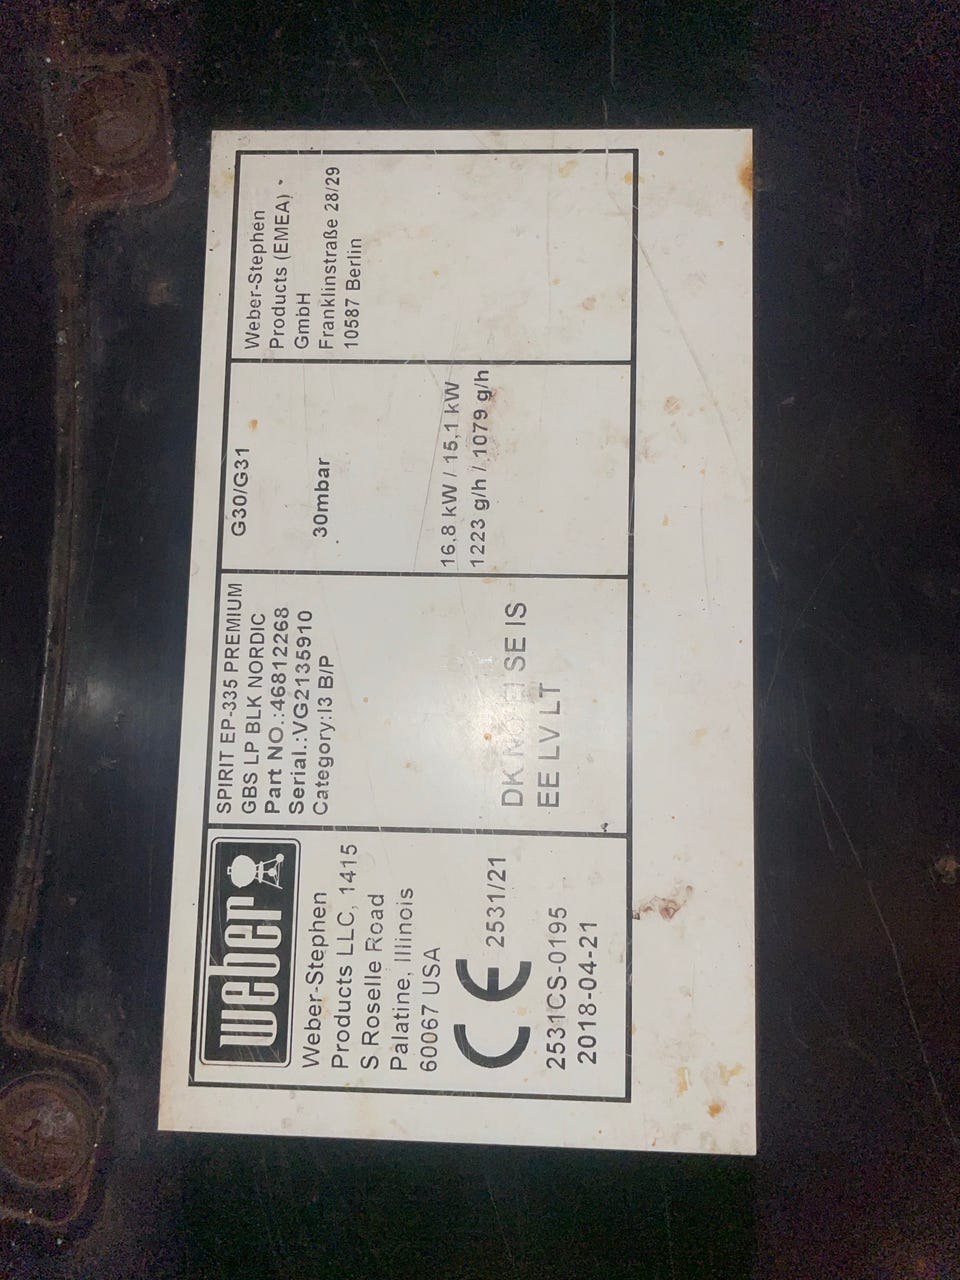 weber
Weber-Stephen
Products LLC, 1415
S Roselle Road
Palatine, Illinois
60067 USA
CE 2531/21
2531CS-0195
2018-04-21
SPIRIT EP-335 PREMIUM
GBS LP BLK NORDIC
Part NO.:46812268
Serial.:VG2135910
Category:I3 B/P
DK SE IS
EE LV LT
G30/G31
30mbar
16,8 kW / 15,1 kW
1223 g/h / 1079 g/h
Weber-Stephen
Products (EMEA)
GmbH
Franklinstraße 28/29
10587 Berlin